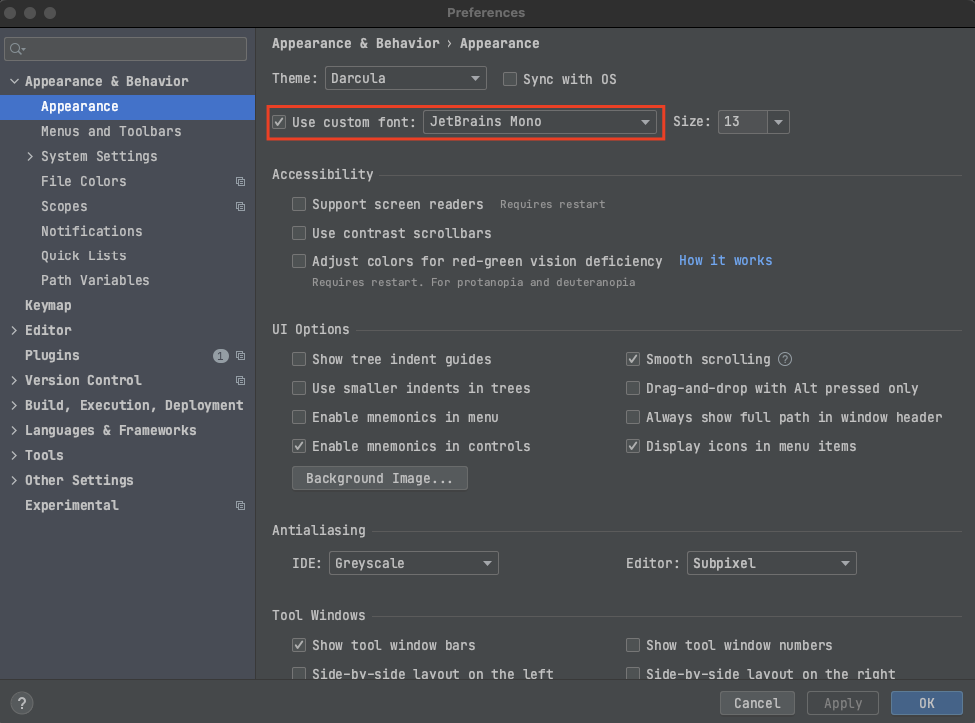 Preferences
Appearance & Behavior
Appearance
Menus and Toolbars
System Settings
File Colors
Scopes
Notifications
Quick Lists
Path Variables
Keymap
Editor
Plugins 1
Version Control
Build, Execution, Deployment
Languages & Frameworks
Tools
Other Settings
Experimental
Appearance & Behavior › Appearance
Theme: Darcula Sync with OS
Use custom font: JetBrains Mono Size: 13
Accessibility
Support screen readers Requires restart
Use contrast scrollbars
Adjust colors for red-green vision deficiency How it works
Requires restart. For protanopia and deuteranopia
UI Options
Show tree indent guides Smooth scrolling ?
Use smaller indents in trees Drag-and-drop with Alt pressed only
Enable mnemonics in menu Always show full path in window header
Enable mnemonics in controls Display icons in menu items
Background Image...
Antialiasing
IDE: Greyscale Editor: Subpixel
Tool Windows
Show tool window bars Show tool window numbers
Side-by-side layout on the left Side-by-side layout on the right
? Cancel Apply OK